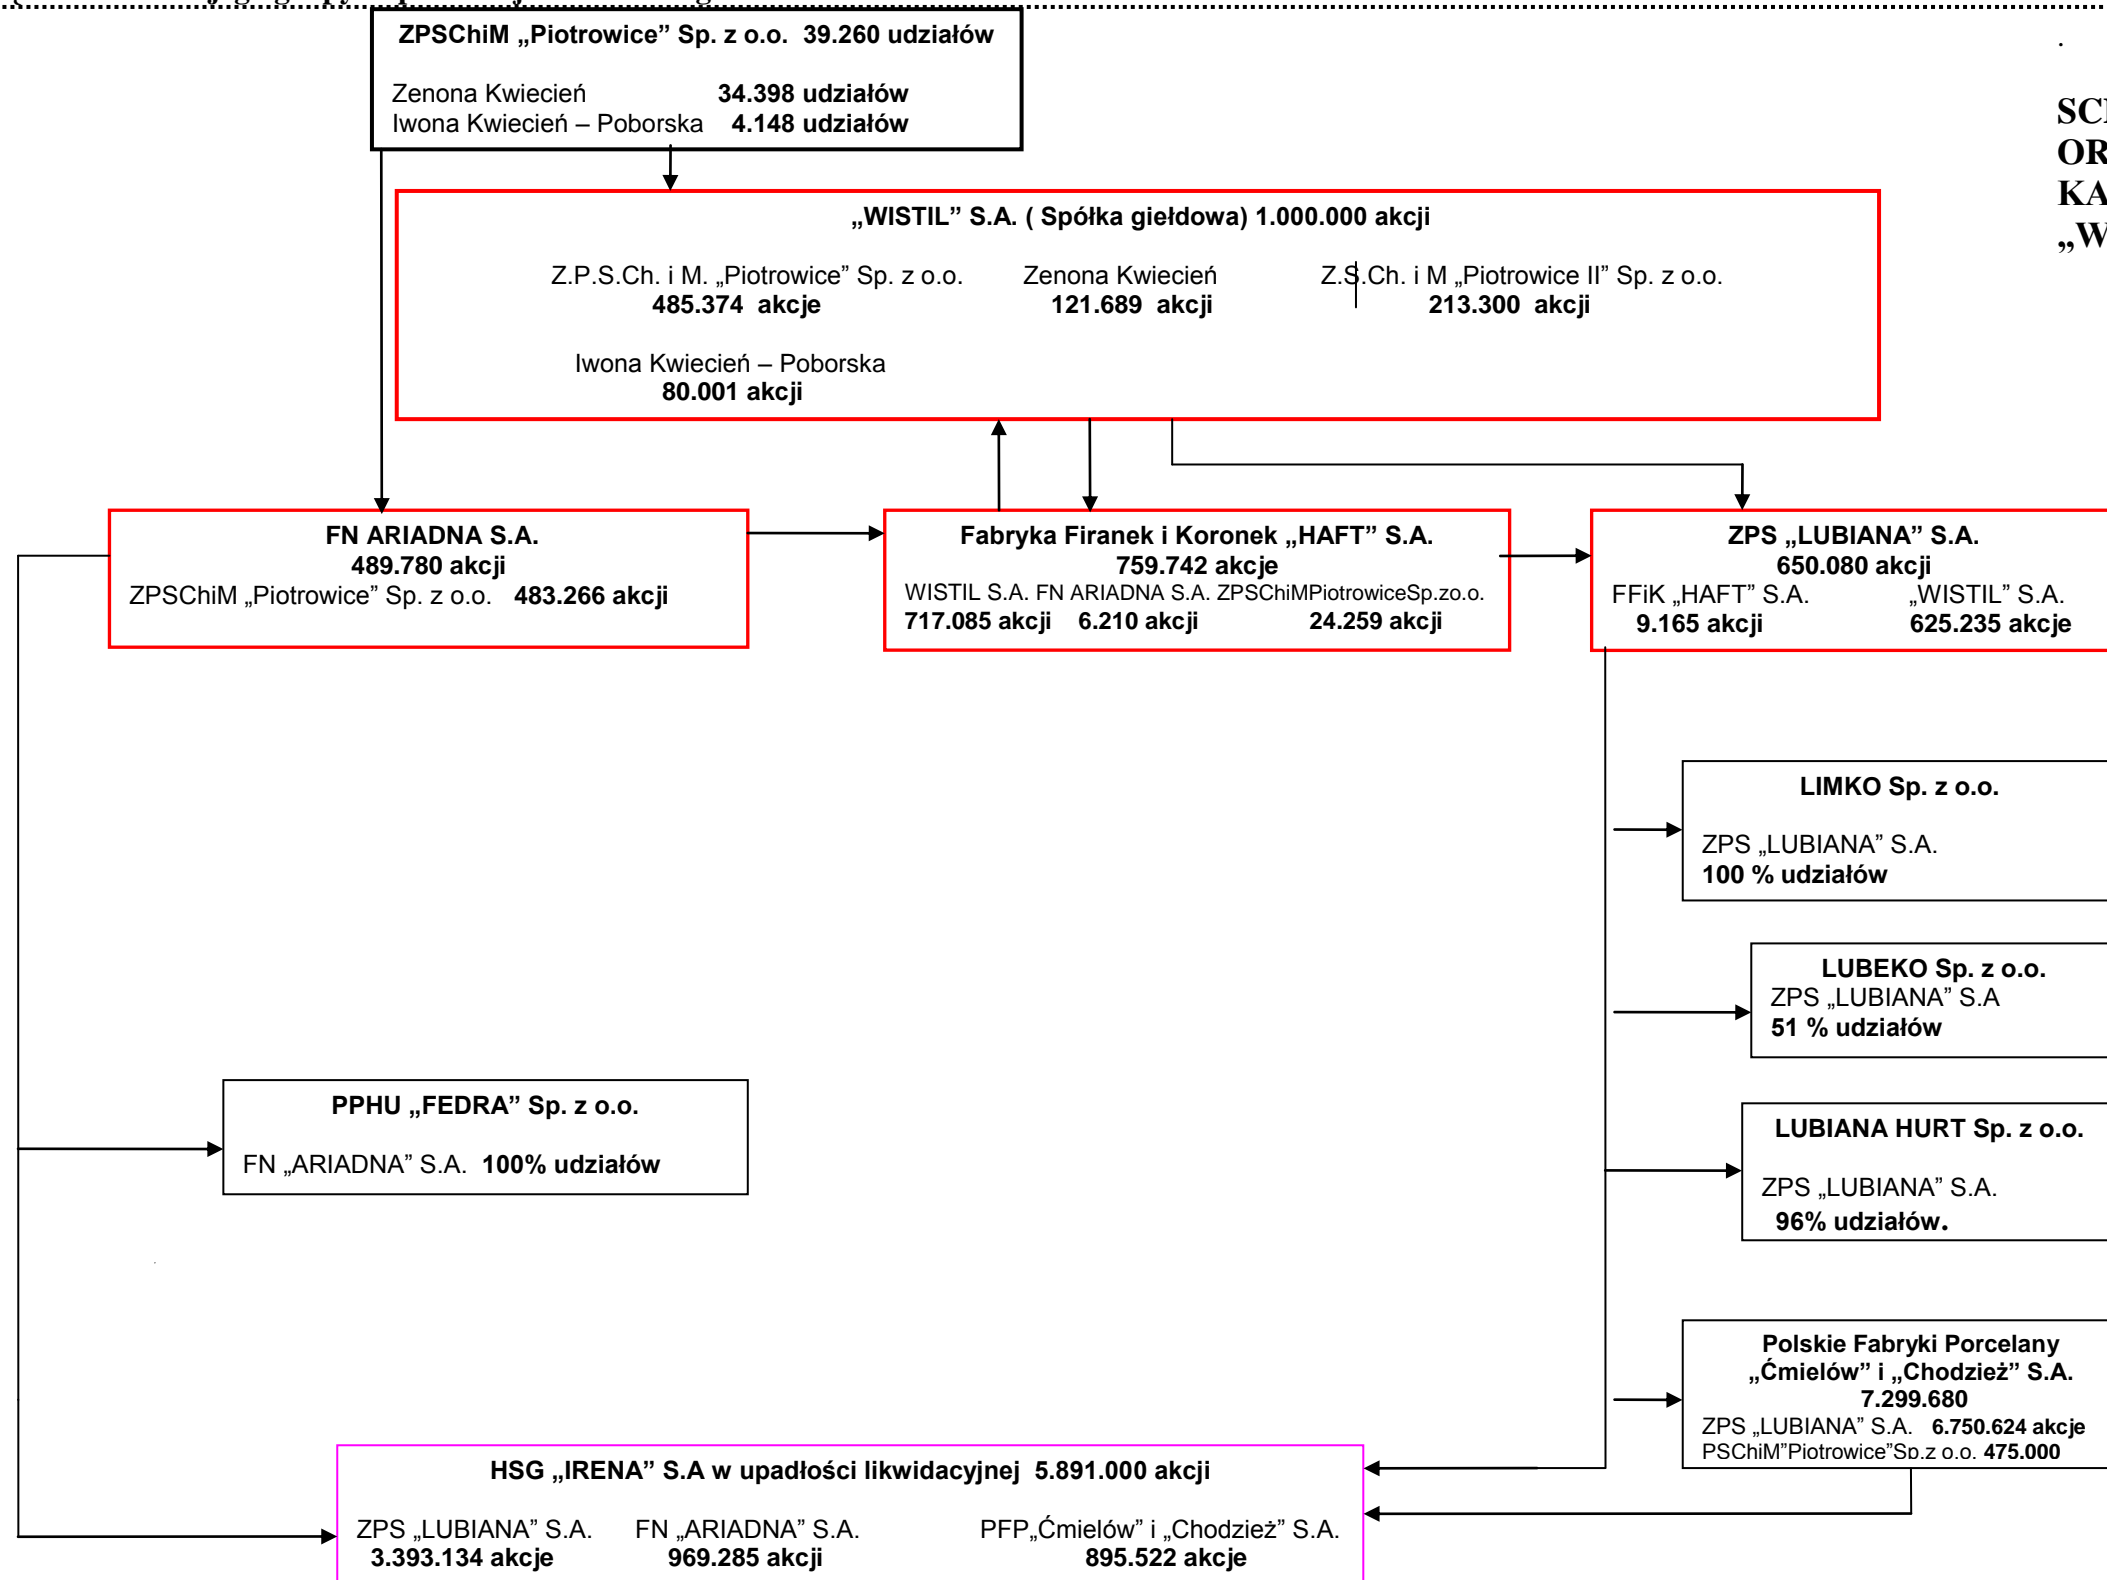 ZPSChiM „Piotrowice” Sp. z o.o. 39.260 udziałów
Zenona Kwiecień 34.398 udziałów
Iwona Kwiecień – Poborska 4.148 udziałów
.
„WISTIL” S.A. ( Spółka giełdowa) 1.000.000 akcji
Z.P.S.Ch. i M. „Piotrowice” Sp. z o.o. Zenona Kwiecień Z.S.Ch. i M „Piotrowice II” Sp. z o.o.
485.374 akcje 121.689 akcji 213.300 akcji
Iwona Kwiecień – Poborska
80.001 akcji
FN ARIADNA S.A.
489.780 akcji
ZPSChiM „Piotrowice” Sp. z o.o. 483.266 akcji
Fabryka Firanek i Koronek „HAFT” S.A.
759.742 akcje
WISTIL S.A. FN ARIADNA S.A. ZPSChiMPiotrowiceSp.zo.o.
717.085 akcji 6.210 akcji 24.259 akcji
ZPS „LUBIANA” S.A.
650.080 akcji
FFiK „HAFT” S.A. „WISTIL” S.A.
9.165 akcji 625.235 akcje
LIMKO Sp. z o.o.
ZPS „LUBIANA” S.A.
100 % udziałów
LUBEKO Sp. z o.o.
ZPS „LUBIANA” S.A
51 % udziałów
PPHU „FEDRA” Sp. z o.o.
FN „ARIADNA” S.A. 100% udziałów
LUBIANA HURT Sp. z o.o.
ZPS „LUBIANA” S.A.
96% udziałów.
Polskie Fabryki Porcelany
„Ćmielów” i „Chodzież” S.A.
7.299.680
ZPS „LUBIANA” S.A. 6.750.624 akcje
PSChiM”Piotrowice”Sp.z o.o. 475.000
HSG „IRENA” S.A w upadłości likwidacyjnej 5.891.000 akcji
ZPS „LUBIANA” S.A. FN „ARIADNA” S.A. PFP„Ćmielów” i „Chodzież” S.A.
3.393.134 akcje 969.285 akcji 895.522 akcje